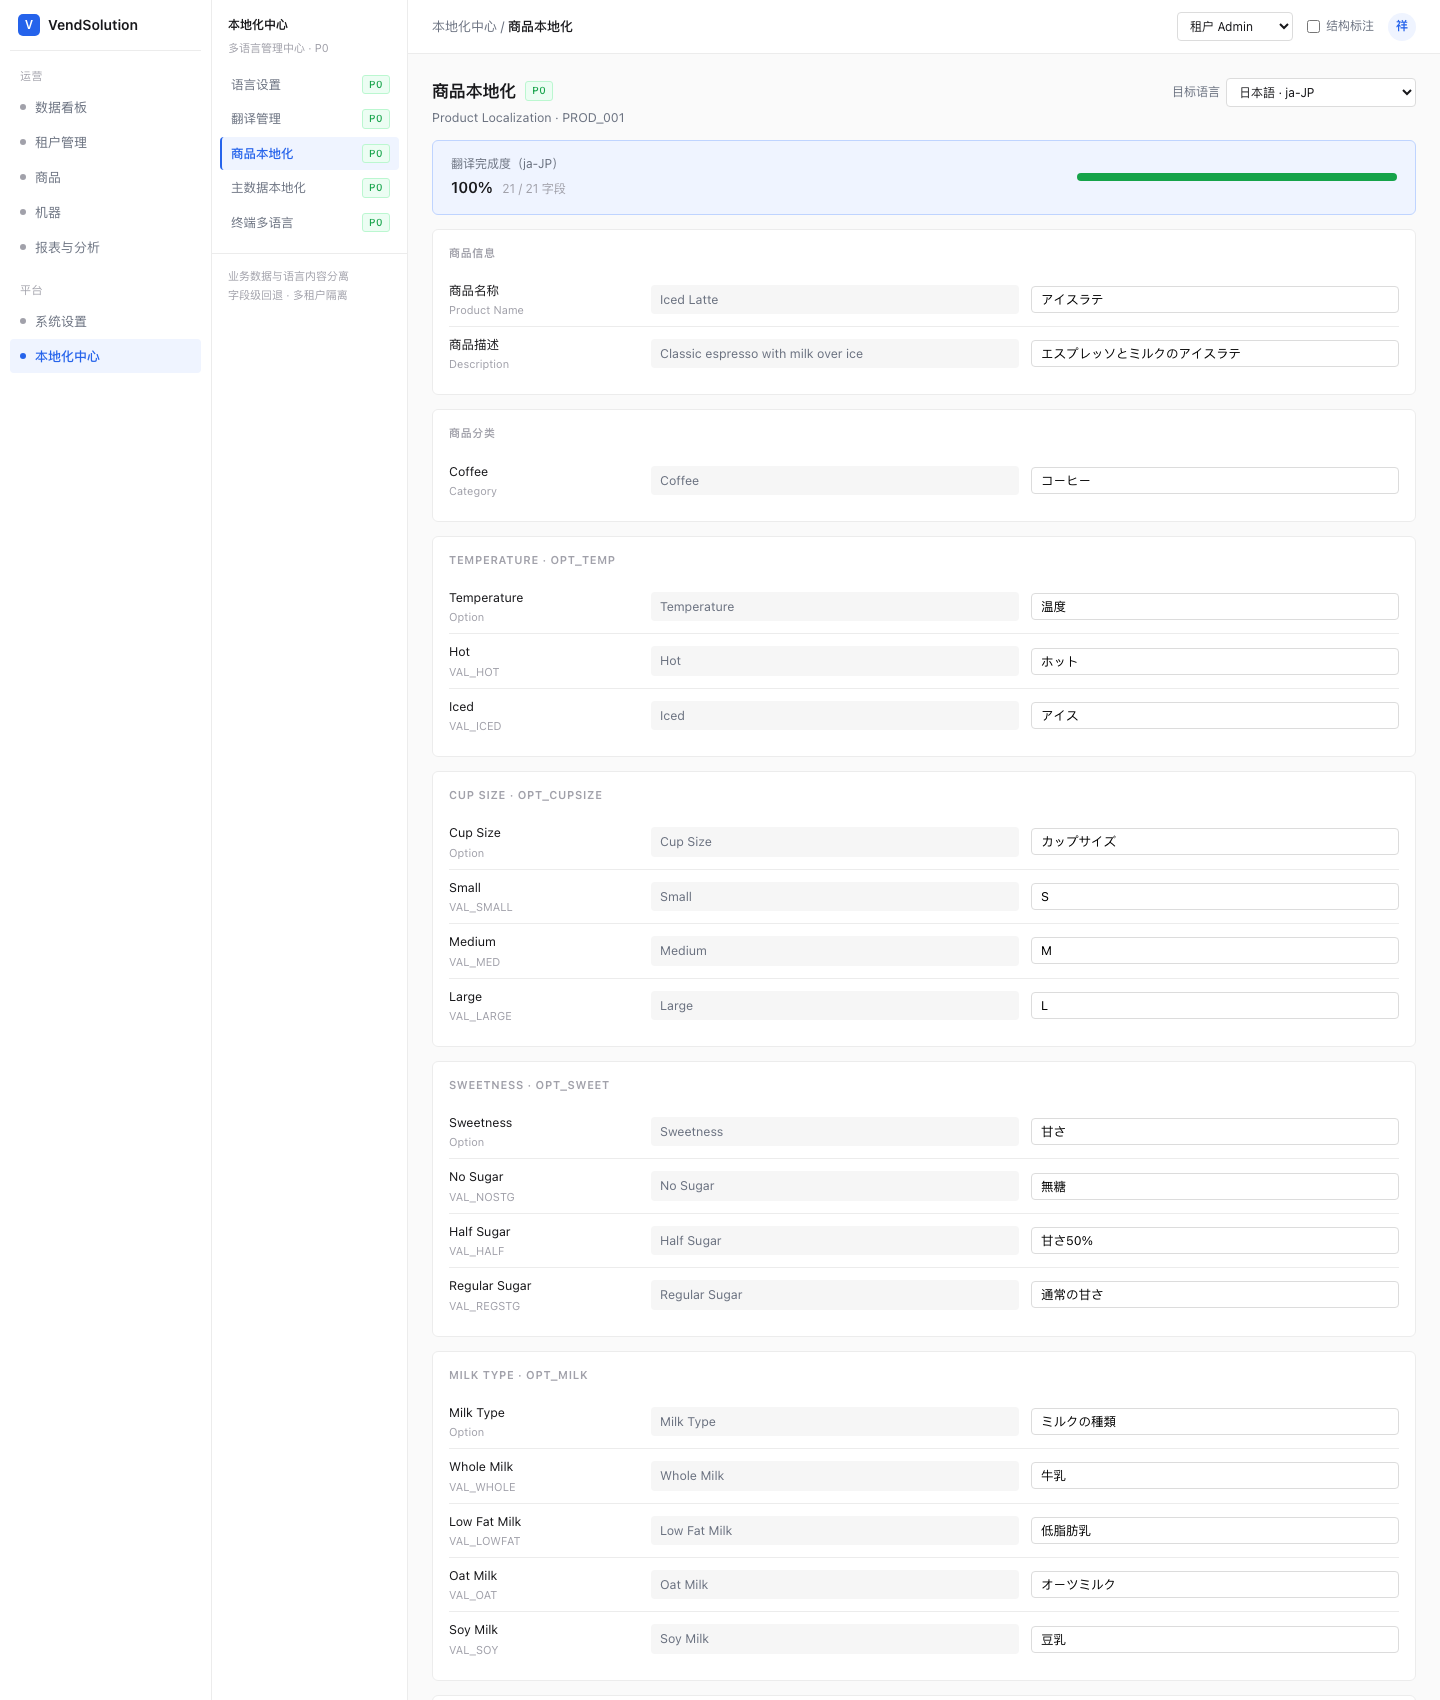 V VendSolution
运营
数据看板
租户管理
商品
机器
报表与分析
平台
系统设置
本地化中心
本地化中心
多语言管理中心 · P0
语言设置 P0
翻译管理 P0
商品本地化 P0
主数据本地化 P0
终端多语言 P0
业务数据与语言内容分离
字段级回退 · 多租户隔离
本地化中心 / 商品本地化
租户 Admin 结构标注 祥
商品本地化 P0
目标语言 日本語 · ja-JP
Product Localization · PROD_001
翻译完成度（ja-JP）
100% 21 / 21 字段
商品信息
商品名称
Product Name
Iced Latte
アイスラテ
商品描述
Description
Classic espresso with milk over ice
エスプレッソとミルクのアイスラテ
商品分类
Coffee
Category
Coffee
コーヒー
TEMPERATURE · OPT_TEMP
Temperature
Option
Temperature
温度
Hot
VAL_HOT
Hot
ホット
Iced
VAL_ICED
Iced
アイス
CUP SIZE · OPT_CUPSIZE
Cup Size
Option
Cup Size
カップサイズ
Small
VAL_SMALL
Small
S
Medium
VAL_MED
Medium
M
Large
VAL_LARGE
Large
L
SWEETNESS · OPT_SWEET
Sweetness
Option
Sweetness
甘さ
No Sugar
VAL_NOSTG
No Sugar
無糖
Half Sugar
VAL_HALF
Half Sugar
甘さ50%
Regular Sugar
VAL_REGSTG
Regular Sugar
通常の甘さ
MILK TYPE · OPT_MILK
Milk Type
Option
Milk Type
ミルクの種類
Whole Milk
VAL_WHOLE
Whole Milk
牛乳
Low Fat Milk
VAL_LOWFAT
Low Fat Milk
低脂肪乳
Oat Milk
VAL_OAT
Oat Milk
オーツミルク
Soy Milk
VAL_SOY
Soy Milk
豆乳